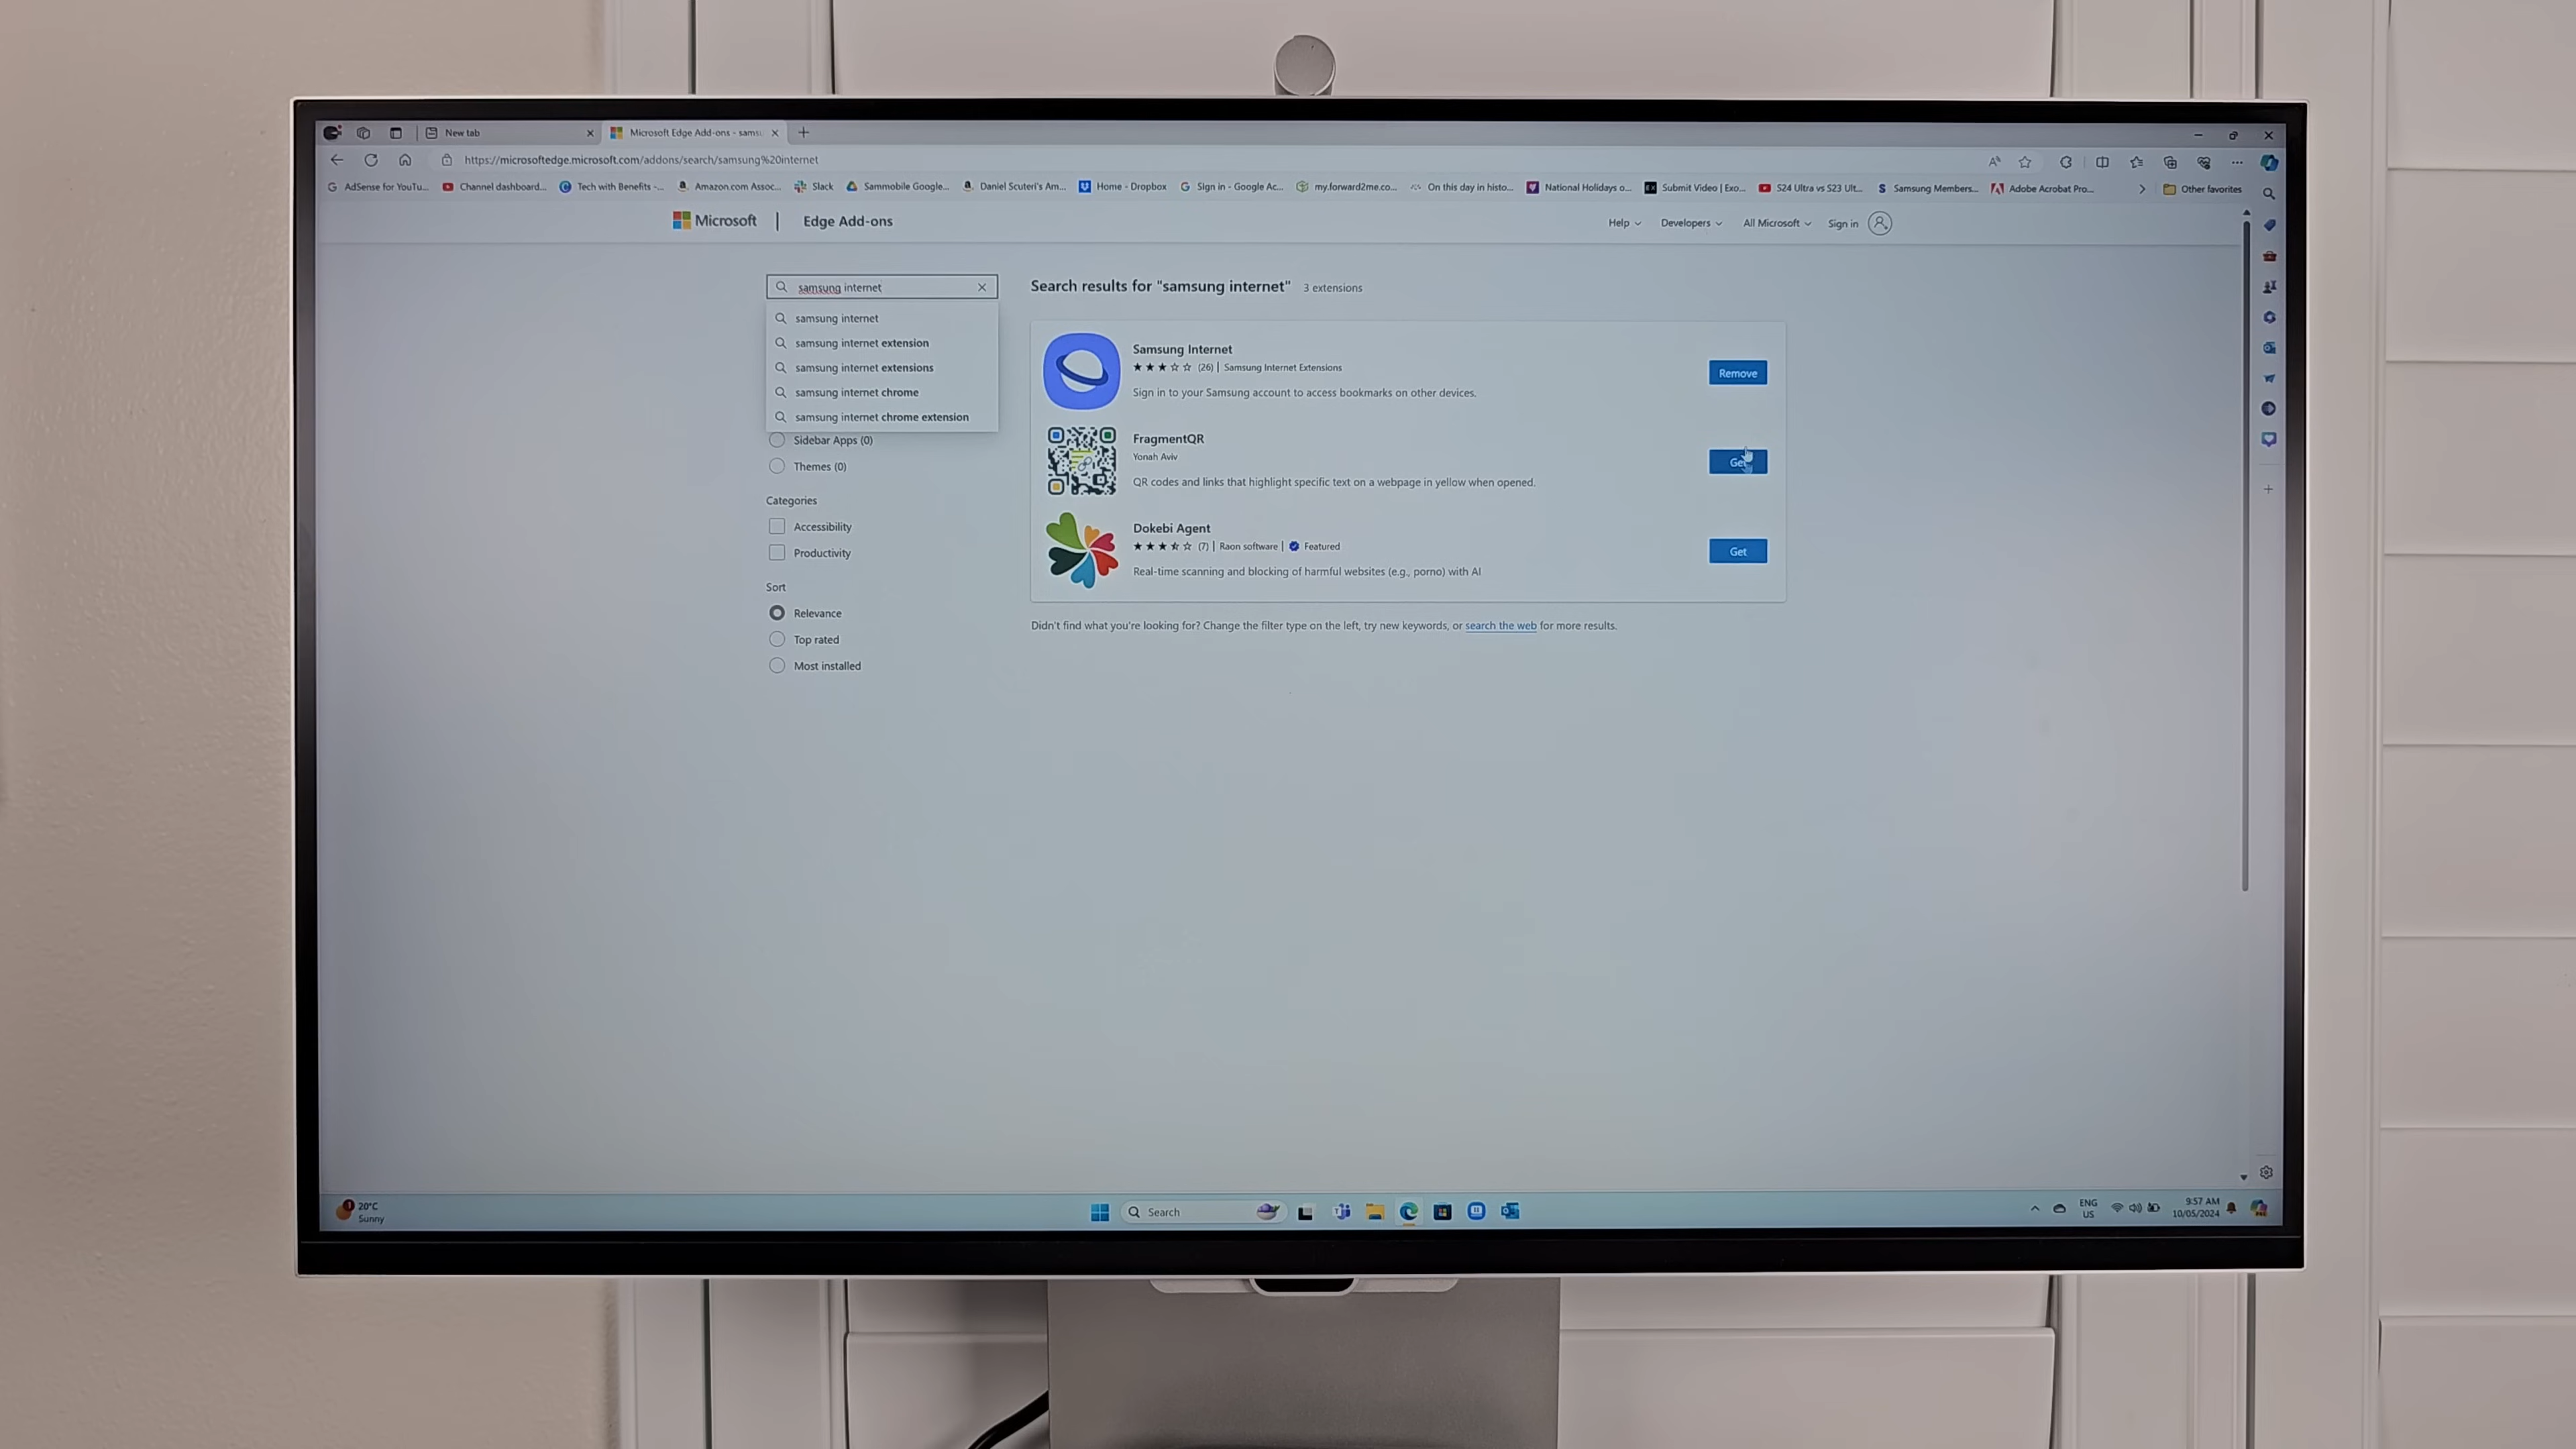 New tab
Microsoft Edge Add-ons - sams
https://microsoftedge.microsoft.com/addons/search/samsung%20internet
AdSense for YouTu...
Channel dashboard...
Tech with Benefits -...
Amazon.com Assoc...
Slack
Sammobile Google...
Daniel Scuteri's Am...
Home - Dropbox
Sign in - Google Ac...
my.forward2me.co...
On this day in histo...
National Holidays o...
Submit Video | Exo...
S24 Ultra vs S23 Ult...
Samsung Members...
Adobe Acrobat Pro...
Other favorites
Microsoft | Edge Add-ons
Help
Developers
All Microsoft
Sign in
samsung internet
samsung internet
samsung internet extension
samsung internet extensions
samsung internet chrome
samsung internet chrome extension
Sidebar Apps (0)
Themes (0)
Categories
Accessibility
Productivity
Sort
Relevance
Top rated
Most installed
Search results for "samsung internet" 3 extensions
Samsung Internet
(26) | Samsung Internet Extensions
Sign in to your Samsung account to access bookmarks on other devices.
Remove
FragmentQR
Yonah Aviv
QR codes and links that highlight specific text on a webpage in yellow when opened.
Get
Dokebi Agent
(7) | Raon software | Featured
Real-time scanning and blocking of harmful websites (e.g., porno) with AI
Get
Didn't find what you're looking for? Change the filter type on the left, try new keywords, or search the web for more results.
1
20°C
Sunny
Search
ENG
US
9:57 AM
10/05/2024